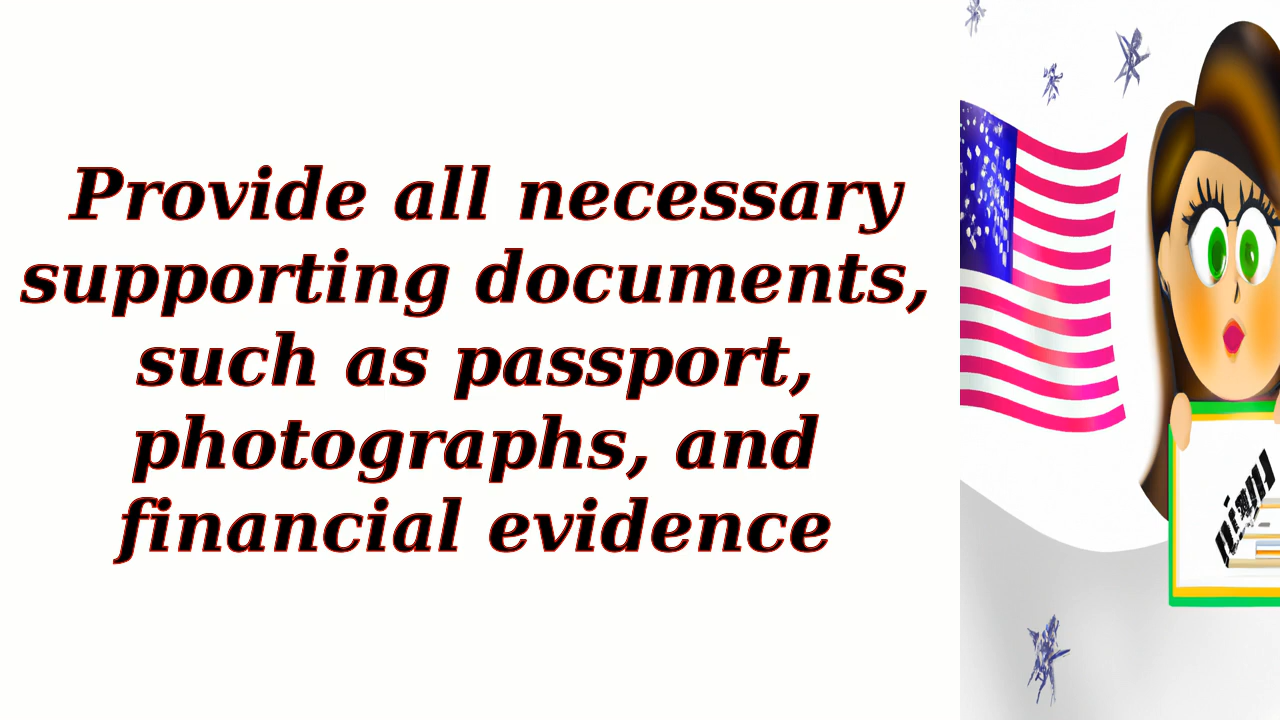 Provide all necessary
supporting documents,
such as passport,
photographs, and
financial evidence